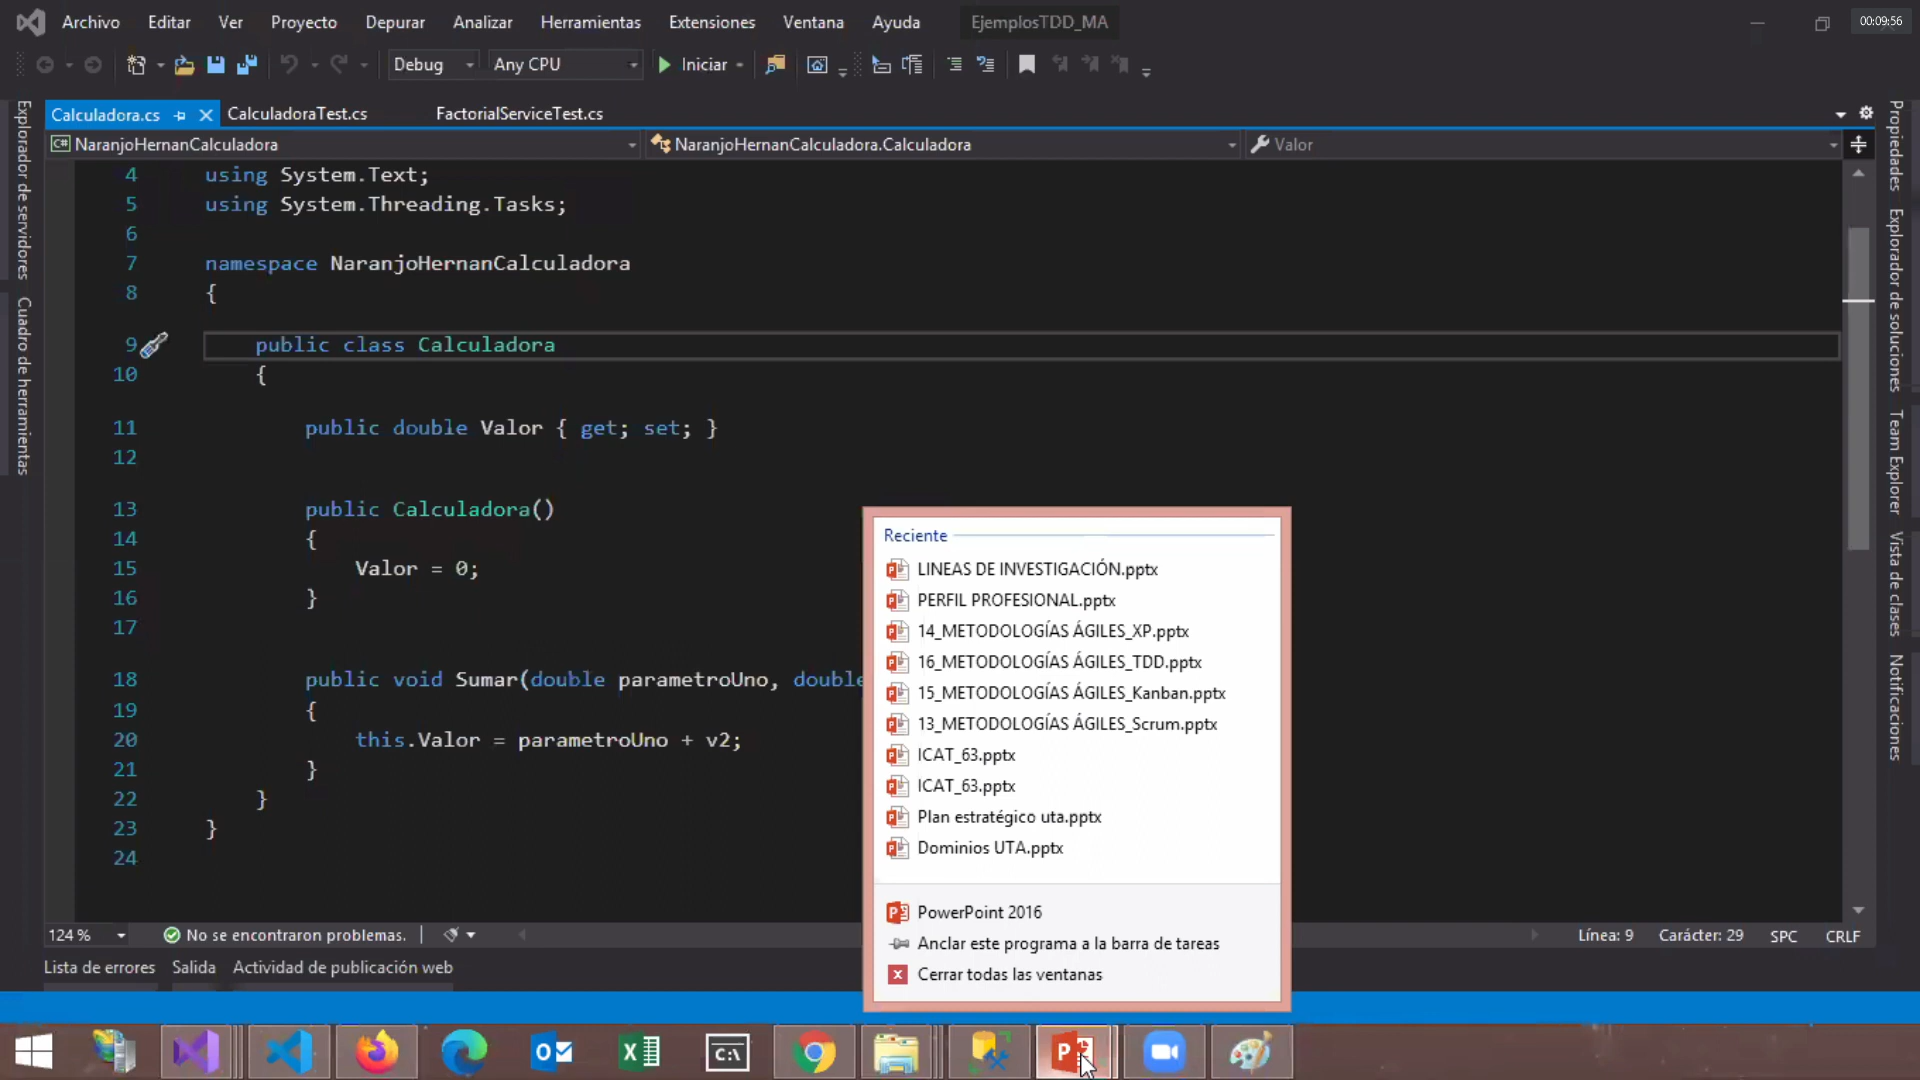 Archivo Editar Ver Proyecto Depurar Analizar Herramientas Extensiones Ventana Ayuda EjemplosTDD_MA 00:09:56
Debug Any CPU Iniciar
Calculadora.cs CalculadoraTest.cs FactorialServiceTest.cs
C# NaranjoHernanCalculadora NaranjoHernanCalculadora.Calculadora Valor
Explorador de servidores
Cuadro de herramientas
4 using System.Text;
5 using System.Threading.Tasks;
6
7 namespace NaranjoHernanCalculadora
8 {
9 public class Calculadora
10 {
11 public double Valor { get; set; }
12
13 public Calculadora()
14 {
15 Valor = 0;
16 }
17
18 public void Sumar(double parametroUno, double
19 {
20 this.Valor = parametroUno + v2;
21 }
22 }
23 }
24
Reciente
LINEAS DE INVESTIGACIÓN.pptx
PERFIL PROFESIONAL.pptx
14_METODOLOGÍAS ÁGILES_XP.pptx
16_METODOLOGÍAS ÁGILES_TDD.pptx
15_METODOLOGÍAS ÁGILES_Kanban.pptx
13_METODOLOGÍAS ÁGILES_Scrum.pptx
ICAT_63.pptx
ICAT_63.pptx
Plan estratégico uta.pptx
Dominios UTA.pptx
PowerPoint 2016
Anclar este programa a la barra de tareas
Cerrar todas las ventanas
Propiedades
Explorador de soluciones
Team Explorer
Vista de clases
Notificaciones
124 % No se encontraron problemas. Línea: 9 Carácter: 29 SPC CRLF
Lista de errores Salida Actividad de publicación web